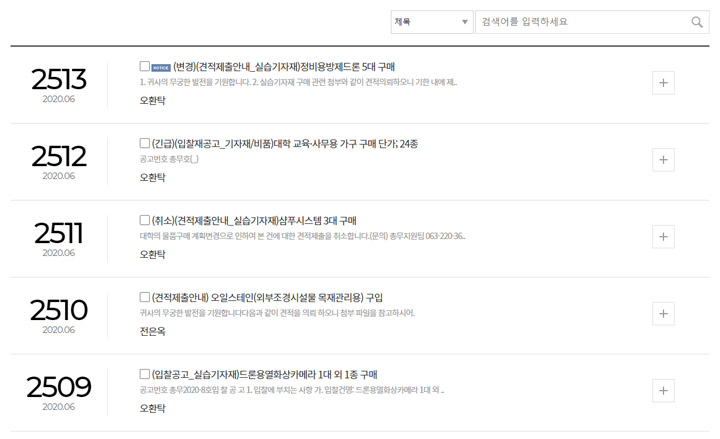 제목
검색어를 입력하세요
2513
2020.06
NOTICE (변경)(견적제출안내_실습기자재)정비용방제드론 5대 구매
1. 귀사의 무궁한 발전을 기원합니다. 2. 실습기자재 구매 관련 첨부와 같이 견적의뢰하오니 기한 내에 제..
오환탁
2512
2020.06
(긴급)(입찰재공고_기자재/비품)대학 교육·사무용 가구 구매 단가; 24종
공고번호 총무호(_)
오환탁
2511
2020.06
(취소)(견적제출안내_실습기자재)샴푸시스템 3대 구매
대학의 물품구매 계획변경으로 인하여 본 건에 대한 견적제출을 취소합니다.(문의) 총무지원팀 063-220-36..
오환탁
2510
2020.06
(견적제출안내) 오일스테인(외부조경시설물 목재관리용) 구입
귀사의 무궁한 발전을 기원합니다다음과 같이 견적을 의뢰 하오니 첨부 파일을 참고하시어,
전은옥
2509
2020.06
(입찰공고_실습기자재)드론용열화상카메라 1대 외 1종 구매
공고번호 총무2020-8호입 찰 공 고 1. 입찰에 부치는 사항 가. 입찰건명: 드론용열화상카메라 1대 외 ..
오환탁